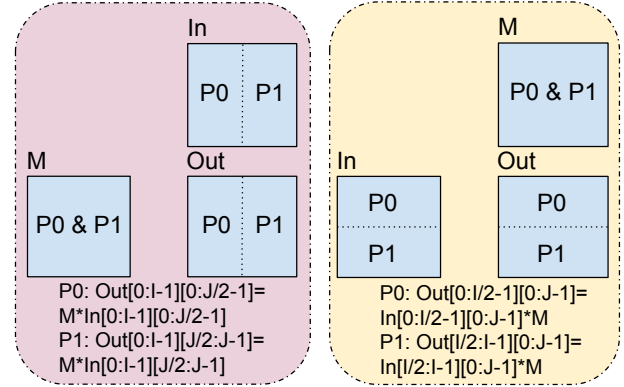 In
P0 P1
M
Out
P0 & P1
P0 P1
P0: Out[0:I-1][0:J/2-1]=
M*In[0:I-1][0:J/2-1]
P1: Out[0:I-1][J/2:J-1]=
M*In[0:I-1][J/2:J-1]
M
P0 & P1
In
Out
P0
P0
P1
P1
P0: Out[0:I/2-1][0:J-1]=
In[0:I/2-1][0:J-1]*M
P1: Out[I/2:I-1][0:J-1]=
In[I/2:I-1][0:J-1]*M